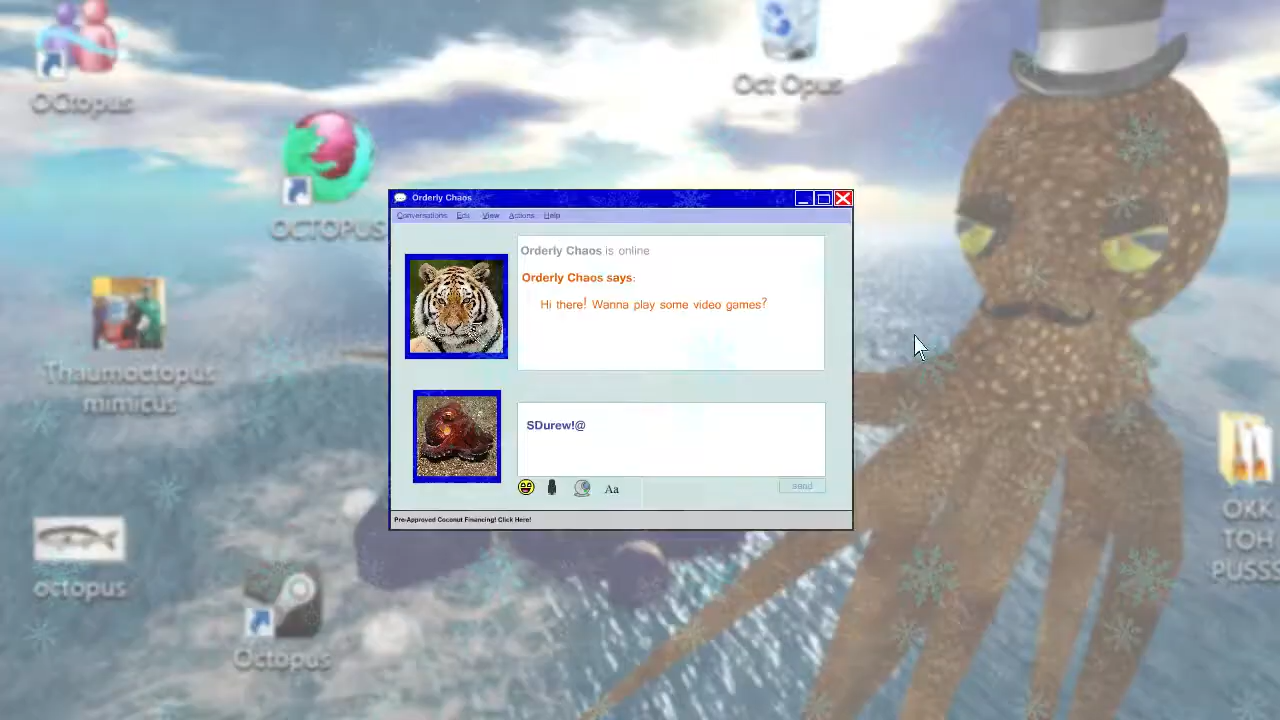 OCtopus
Oct Opus
OCTOPUS
Orderly Chaos
Conversations Edit View Actions Help
Orderly Chaos is online
Orderly Chaos says:
Hi there! Wanna play some video games?
Thaumoctopus
mimicus
SDurew!@
Aa
send
Pre-Approved Coconut Financing! Click Here!
OKK
TOH
PUSSS
octopus
Octopus